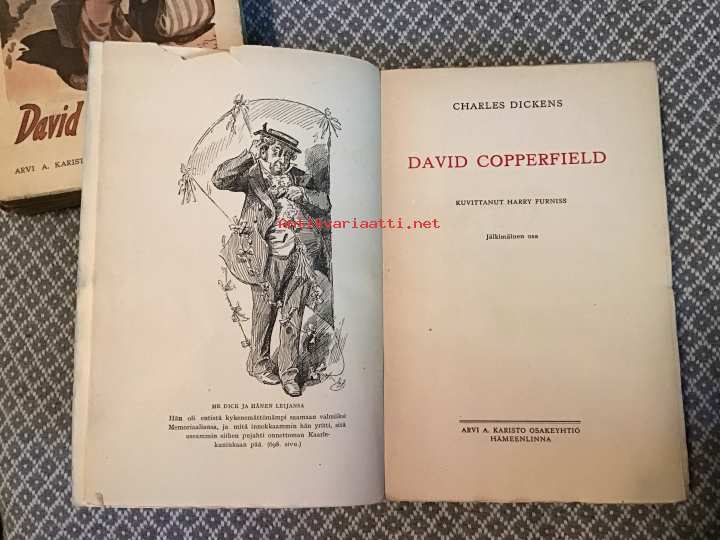 David
ARVI A. KARISTO
MR DICK JA HÄNEN LEIJANSA
Hän oli entistä kykenemättömämpi saamaan valmiiksi
Memoriaaliansa, ja mitä innokkaammin hän yritti, sitä
useammin siihen pujahti onnettoman Kaarle-
kuninkaan pää. (698. sivu.)
CHARLES DICKENS
DAVID COPPERFIELD
KUVITTANUT HARRY FURNISS
Jälkimäinen osa
ARVI A. KARISTO OSAKEYHTIÖ
HÄMEENLINNA
Antikvariaatti.net